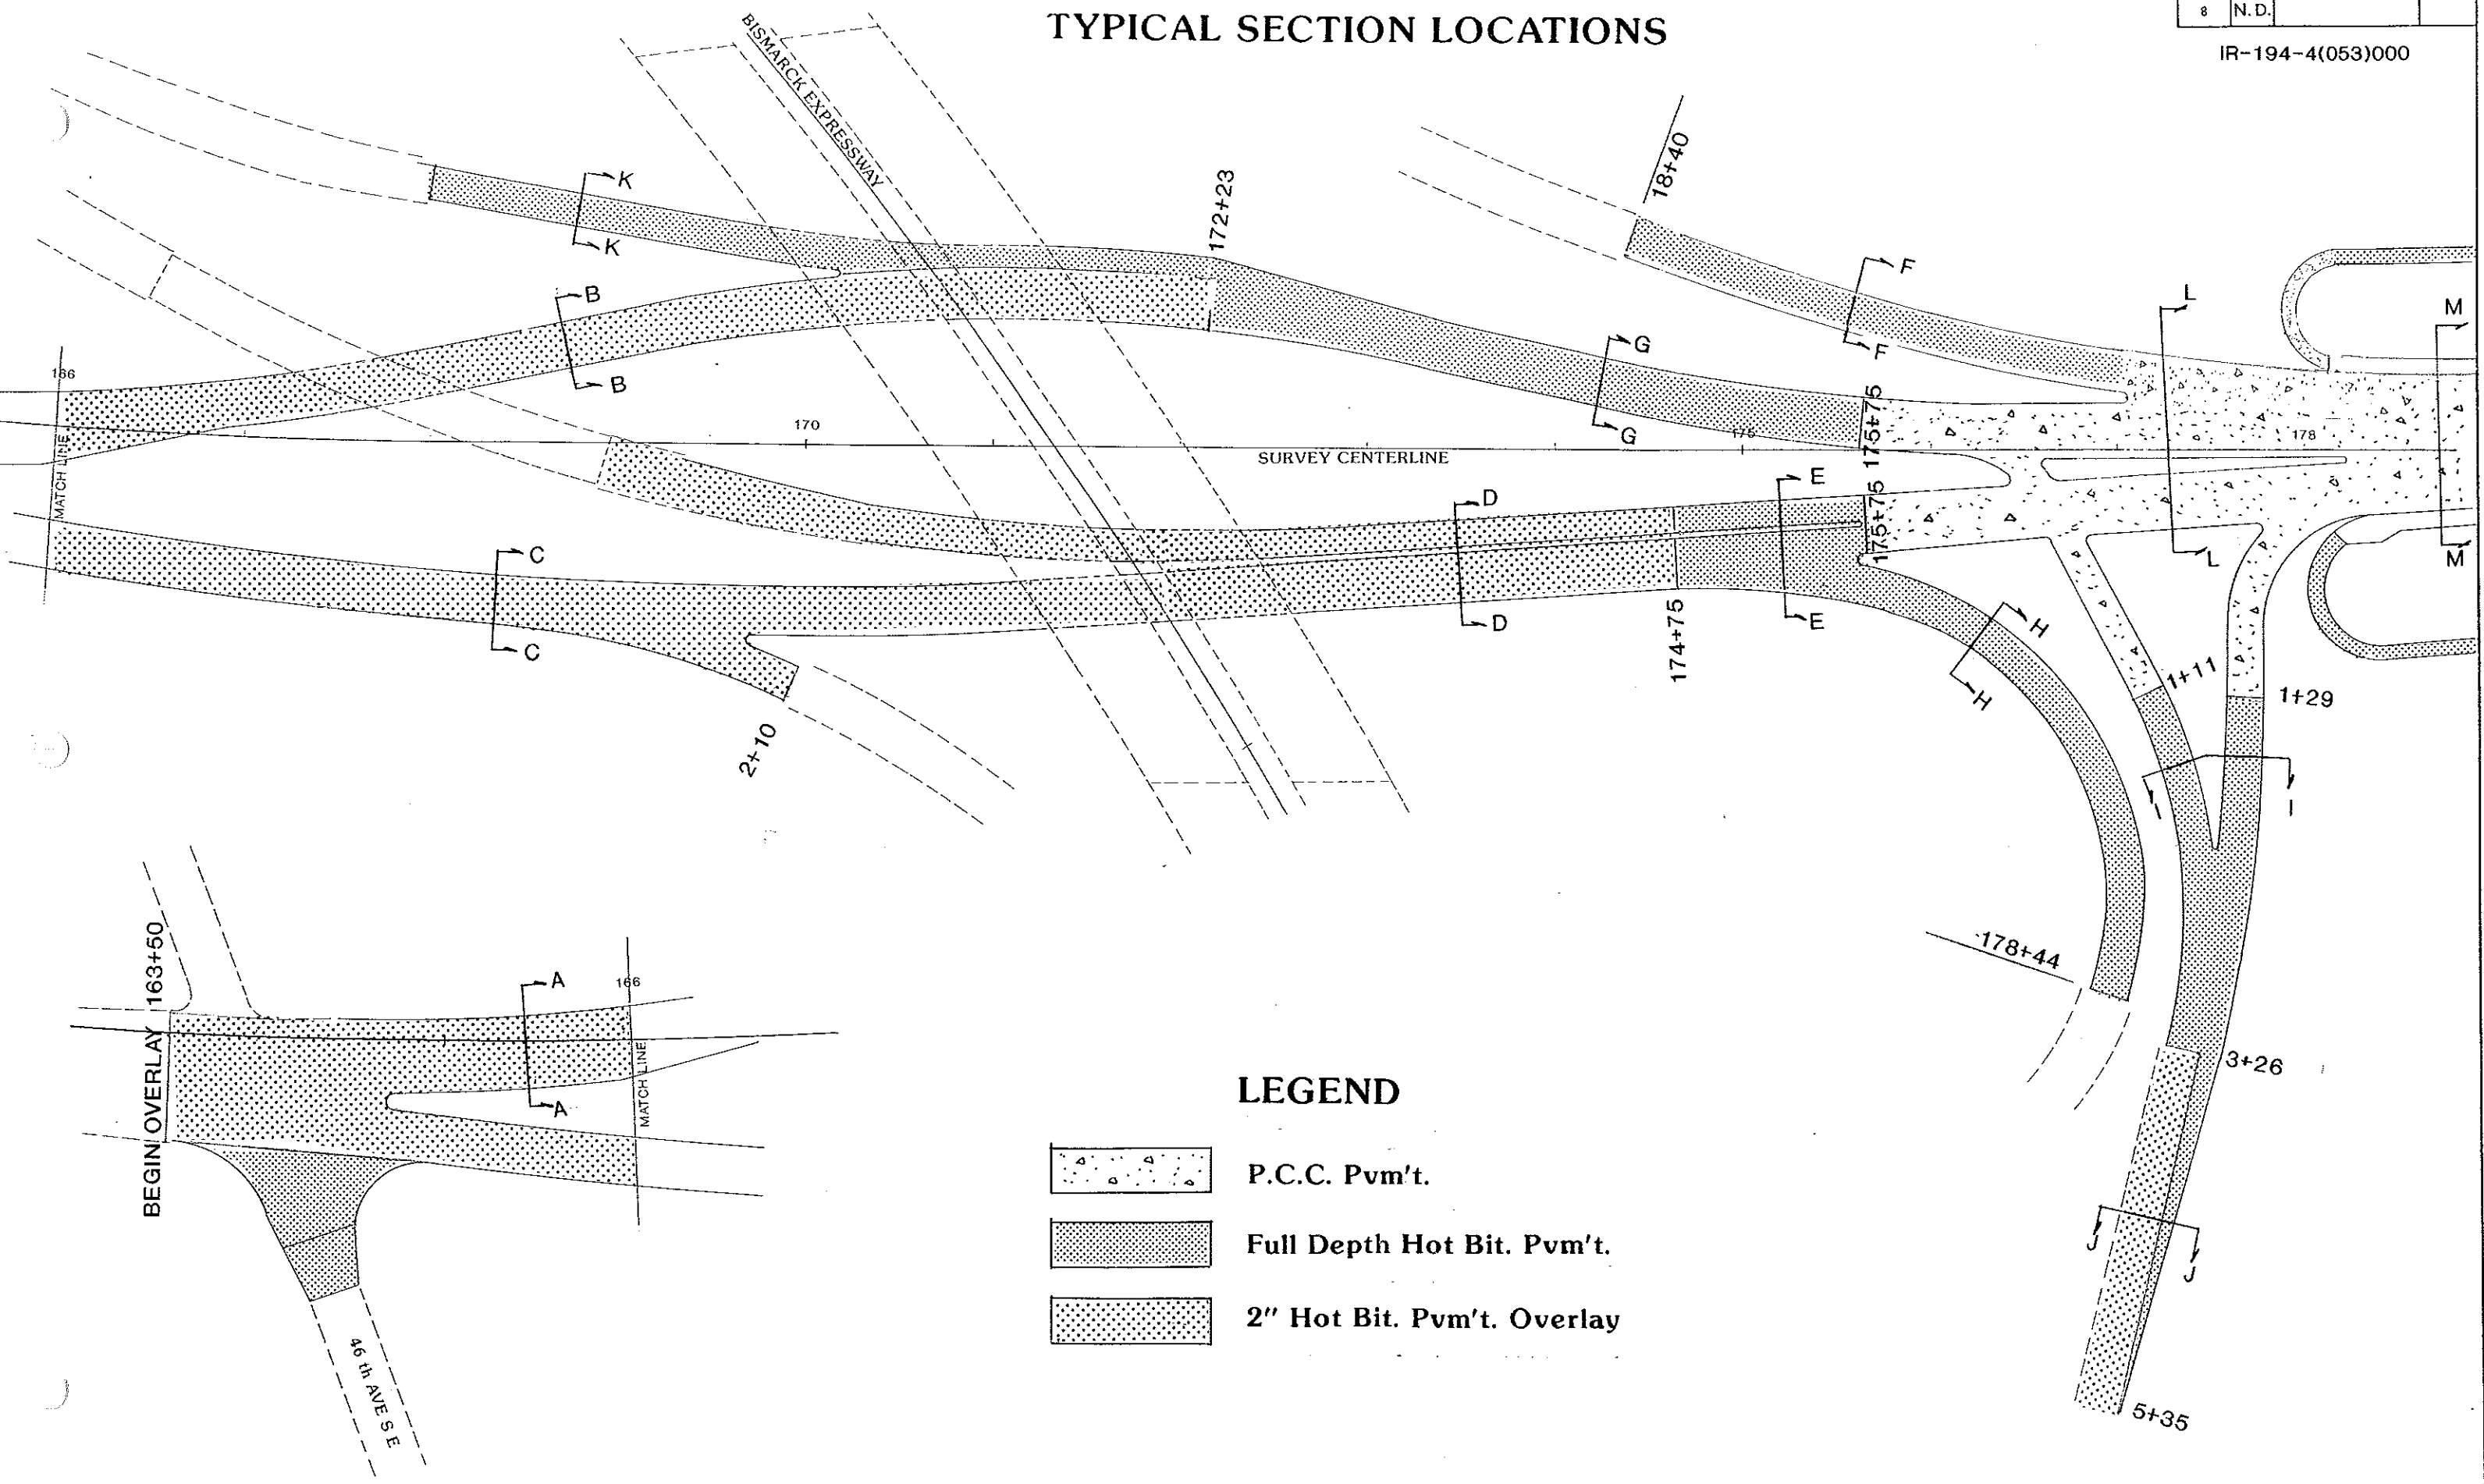 TYPICAL SECTION LOCATIONS
8 N.D.
IR-194-4(053)000
BISMARCK EXPRESSWAY
18+40
172+23
K
K
F
F
L
M
B
B
G
G
166
MATCH LINE
170
175
175+75
178
SURVEY CENTERLINE
E
D
175+75
C
C
D
E
L
M
H
H
174+75
1+11
1+29
2+10
I
I
BEGIN OVERLAY 163+50
A
A
166
MATCH LINE
178+44
3+26
46 th AVE S E
J
J
5+35
LEGEND
P.C.C. Pvm't.
Full Depth Hot Bit. Pvm't.
2" Hot Bit. Pvm't. Overlay